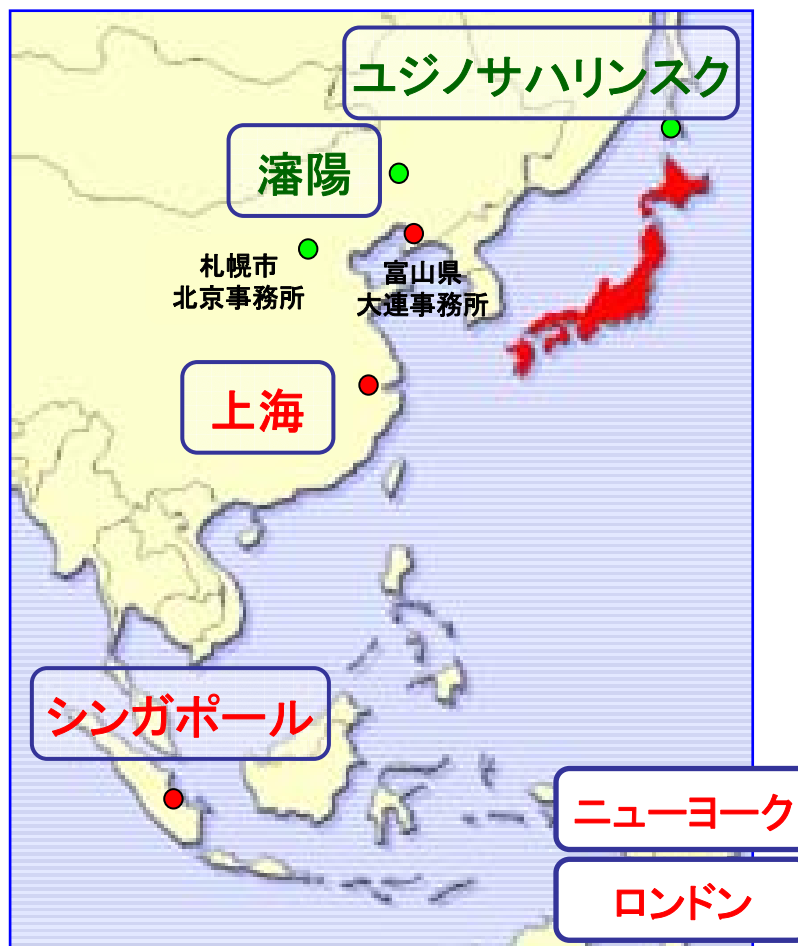 ユジノサハリンスク
瀋陽
札幌市
北京事務所
富山県
大連事務所
上海
シンガポール
ニューヨーク
ロンドン